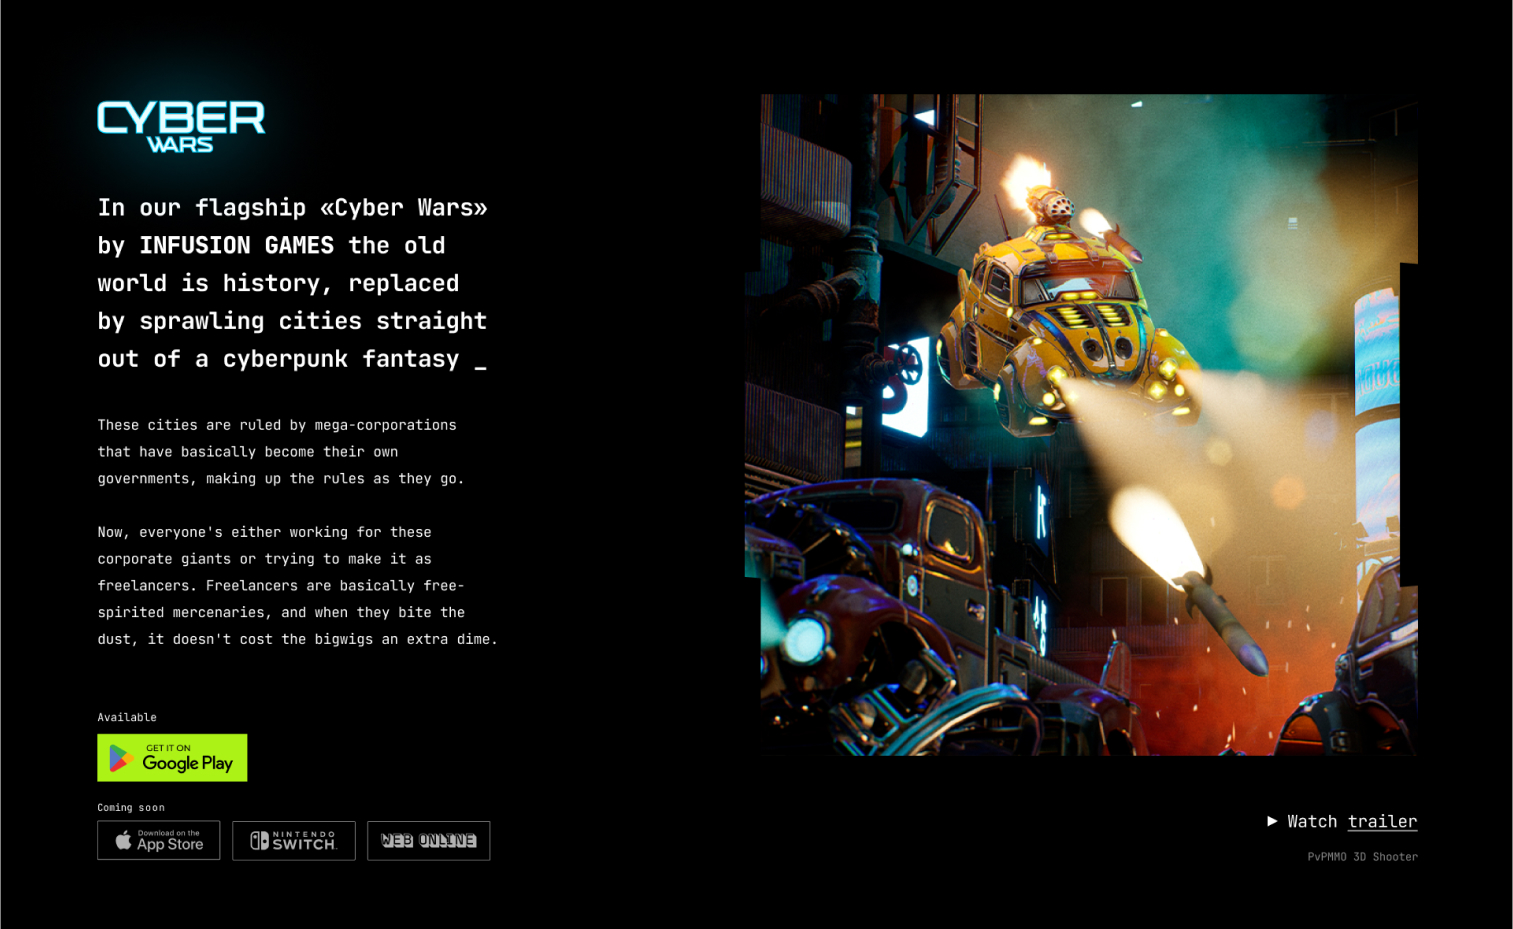 CYBER
WARS
In our flagship «Cyber Wars»
by INFUSION GAMES the old
world is history, replaced
by sprawling cities straight
out of a cyberpunk fantasy _
These cities are ruled by mega-corporations
that have basically become their own
governments, making up the rules as they go.
Now, everyone's either working for these
corporate giants or trying to make it as
freelancers. Freelancers are basically free-
spirited mercenaries, and when they bite the
dust, it doesn't cost the bigwigs an extra dime.
Available
GET IT ON
Google Play
Coming soon
Download on the
App Store
NINTENDO
SWITCH
WEB ONLINE
Watch trailer
PvPMMO 3D Shooter